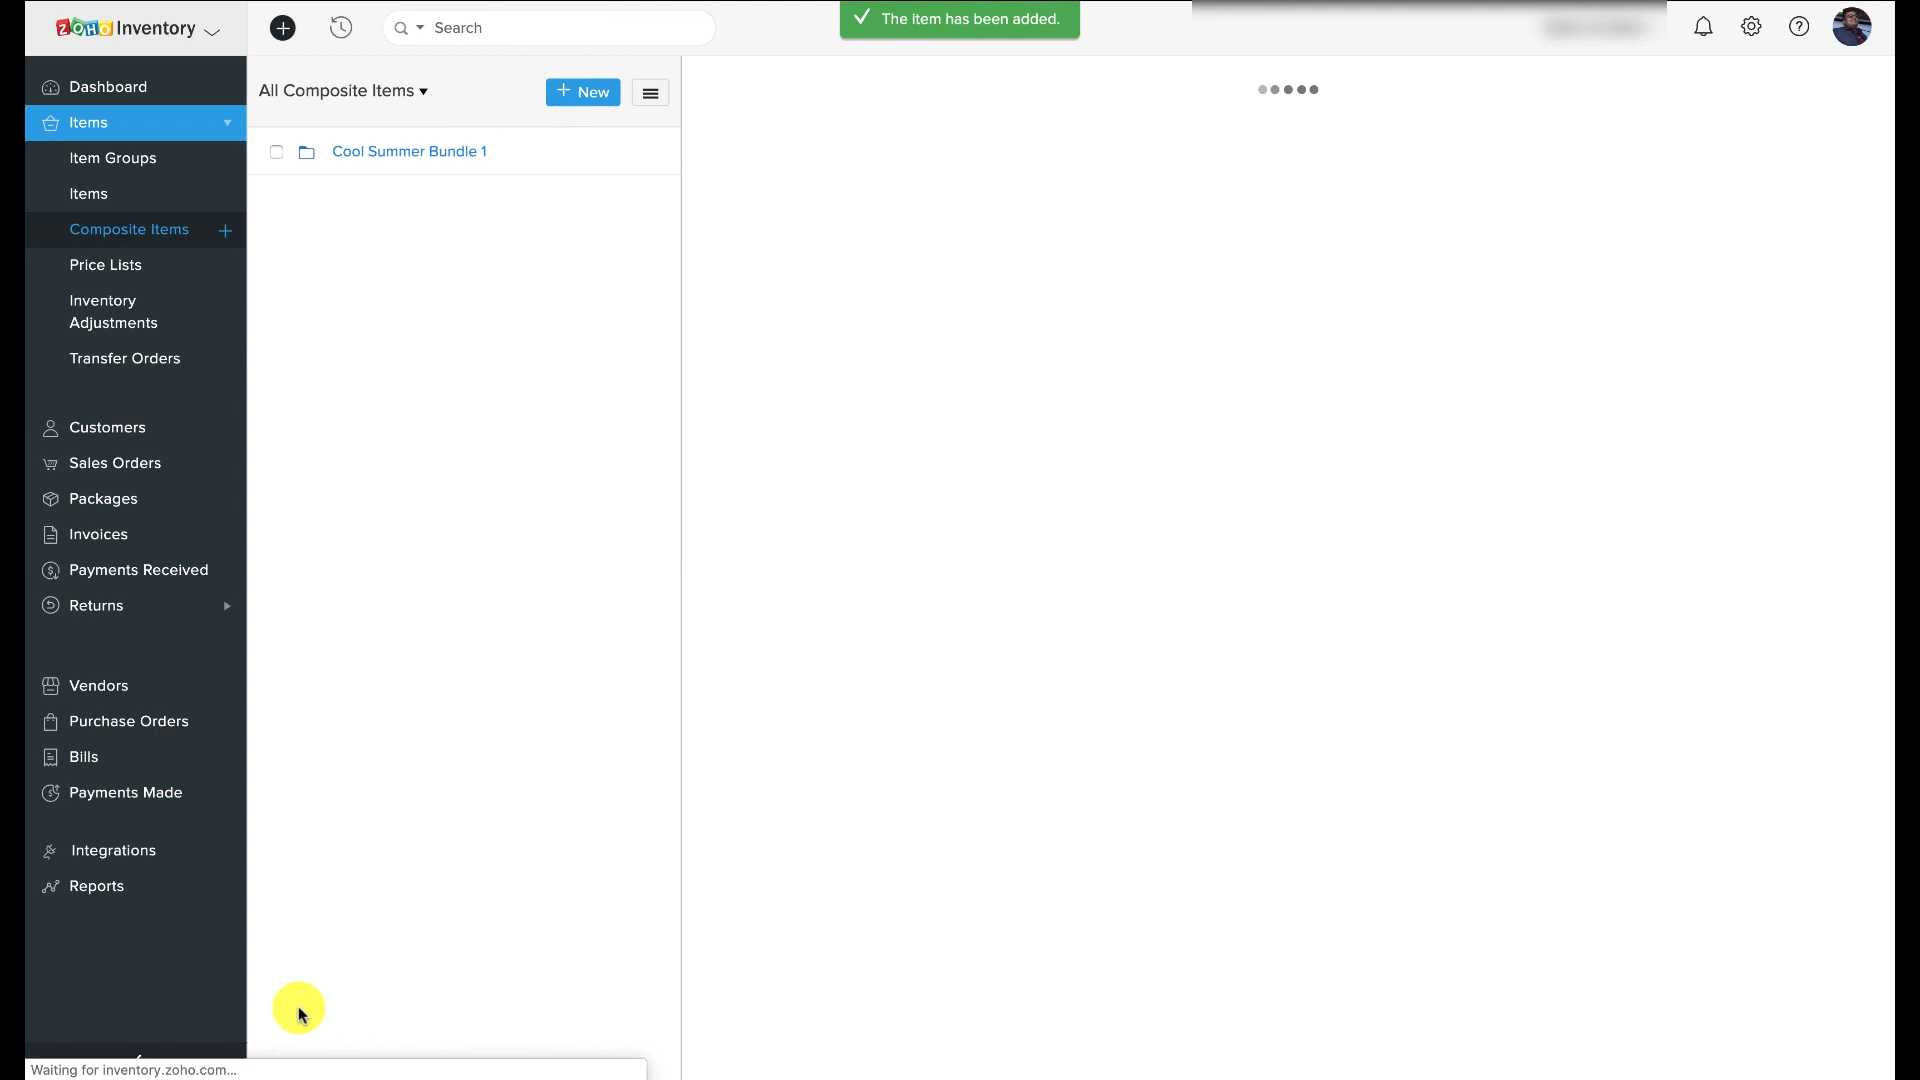 ZOHO Inventory
Search
The item has been added.
Dashboard
Items
Item Groups
Items
Composite Items
Price Lists
Inventory
Adjustments
Transfer Orders
Customers
Sales Orders
Packages
Invoices
Payments Received
Returns
Vendors
Purchase Orders
Bills
Payments Made
Integrations
Reports
All Composite Items
+ New
Cool Summer Bundle 1
Waiting for inventory.zoho.com...